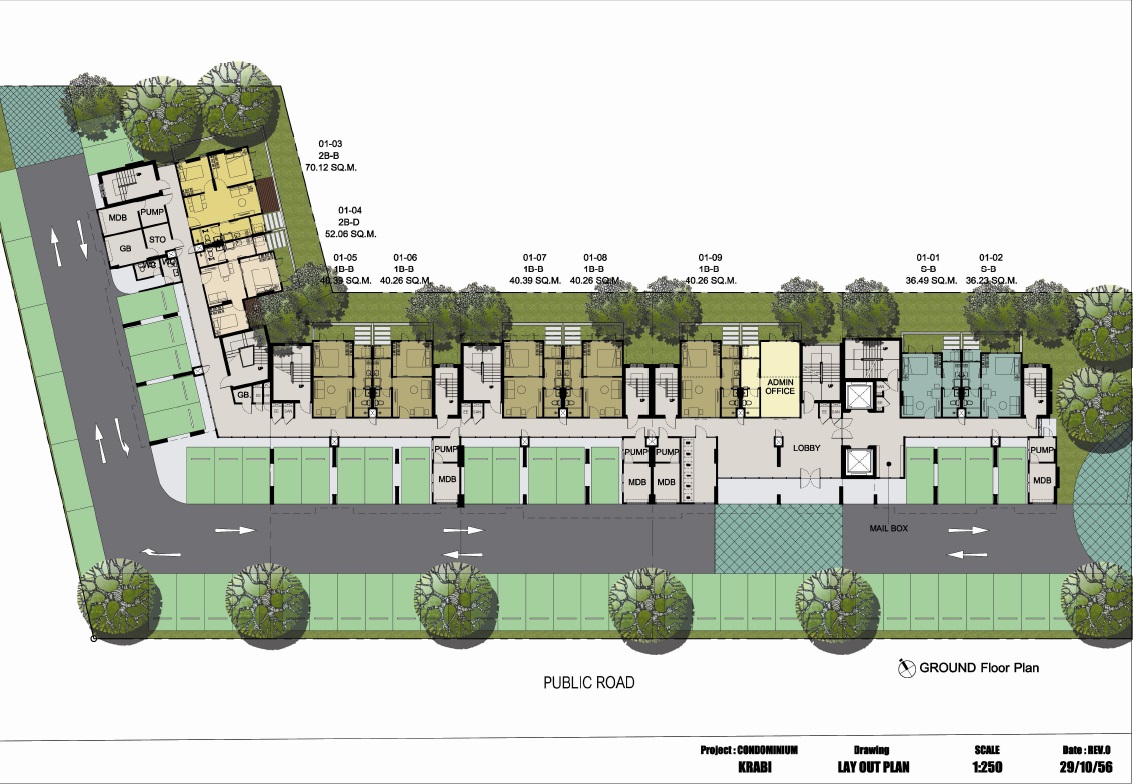 01-03
2B-B
70.12 SQ.M.
01-04
2B-D
52.06 SQ.M.
01-05
1B-B
40.39 SQ.M.
01-06
1B-B
40.26 SQ.M.
01-07
1B-B
40.39 SQ.M.
01-08
1B-B
40.26 SQ.M.
01-09
1B-B
40.26 SQ.M.
01-01
S-B
36.49 SQ.M.
01-02
S-B
36.23 SQ.M.
MDB
PUMP
GB
STO
GB
ADMIN
OFFICE
LOBBY
PUMP
MDB
PUMP
MDB
PUMP
MDB
PUMP
MDB
MAIL BOX
GROUND Floor Plan
PUBLIC ROAD
Project : CONDOMINIUM
KRABI
Drawing
LAY OUT PLAN
SCALE
1:250
Date : REV.0
29/10/56